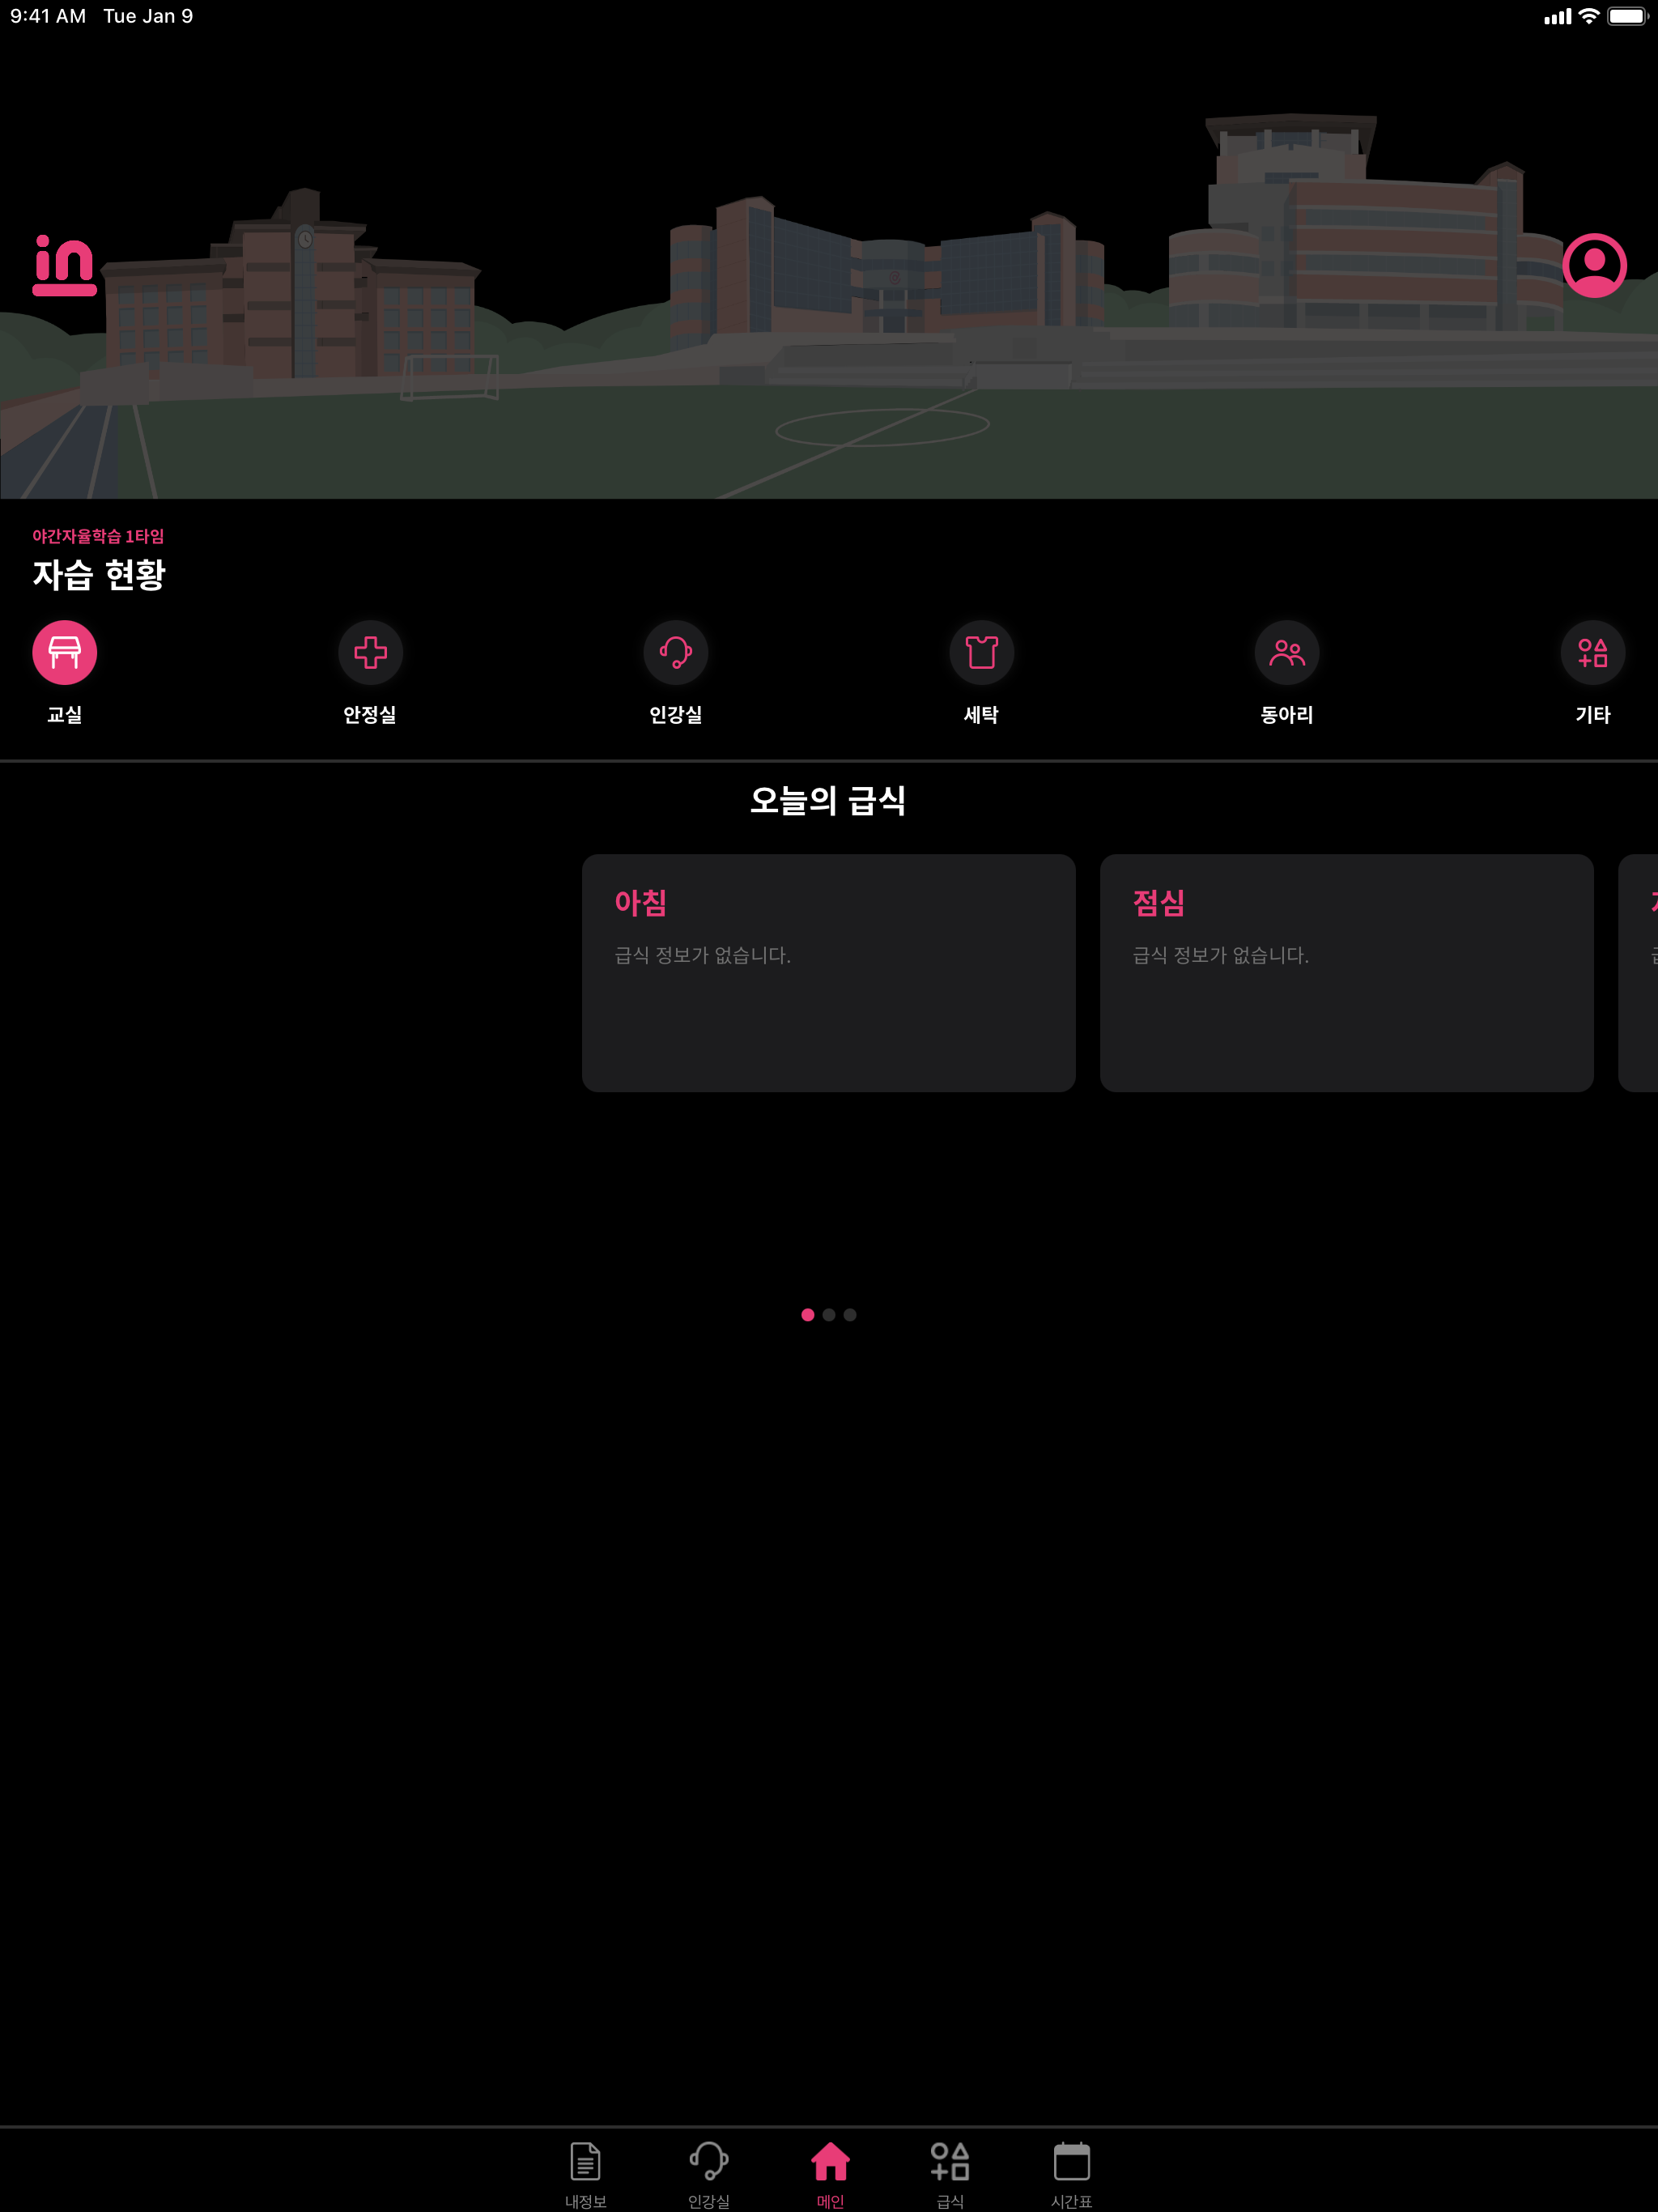 9:41 AM Tue Jan 9
in
야간자율학습 1타임
자습 현황
교실 안정실 인강실 세탁 동아리 기타
오늘의 급식
아침 점심
급식 정보가 없습니다. 급식 정보가 없습니다.
내정보 인강실 메인 급식 시간표